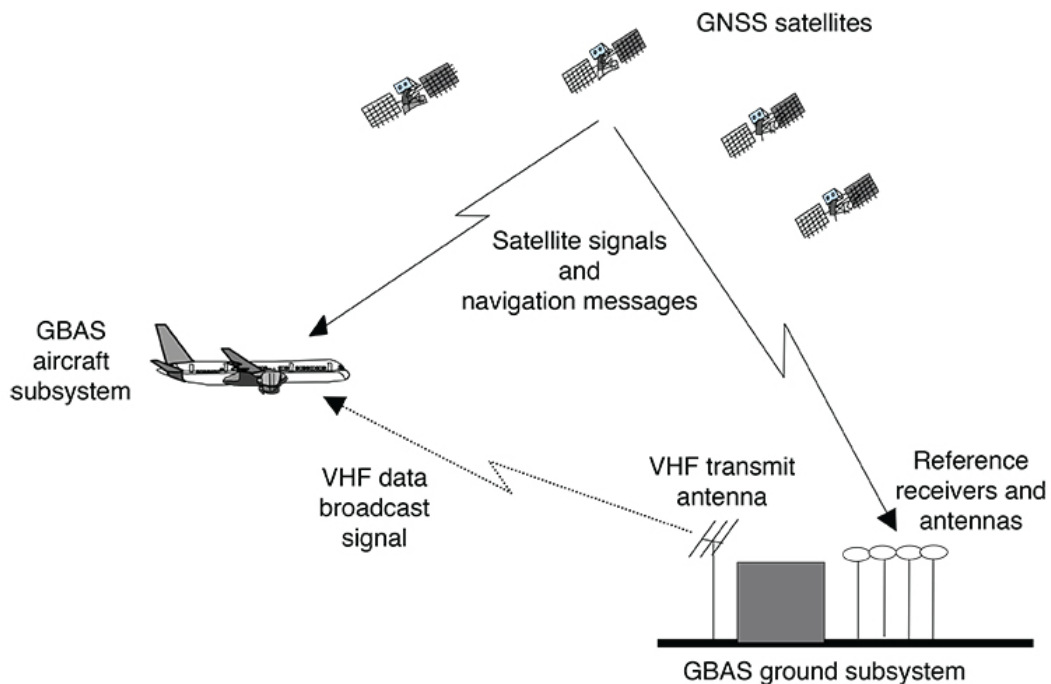 GNSS satellites
Satellite signals
and
navigation messages
GBAS
aircraft
subsystem
VHF data
broadcast
signal
VHF transmit
antenna
Reference
receivers and
antennas
GBAS ground subsystem